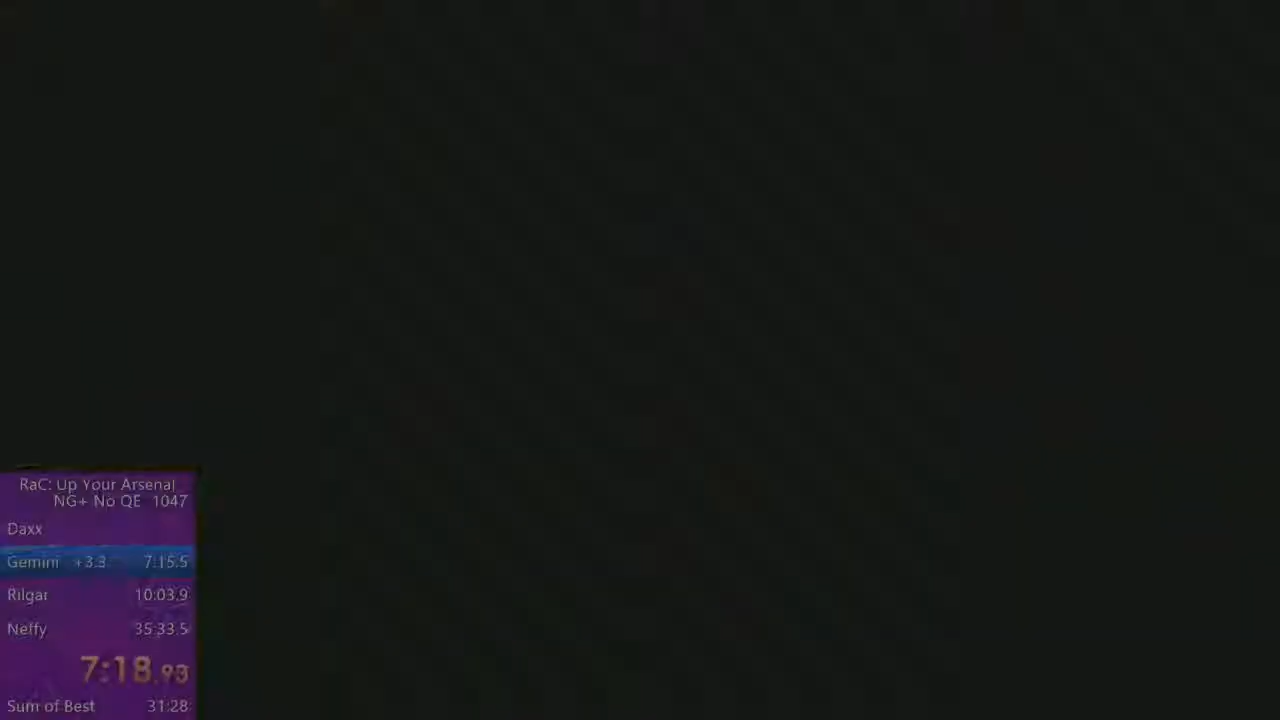 RaC: Up Your Arsenal
NG+ No QE 1047
Daxx
Gemini +3.3 7:15.5
Rilgar 10:03.9
Neffy 35:33.5
7:18.93
Sum of Best 31:28